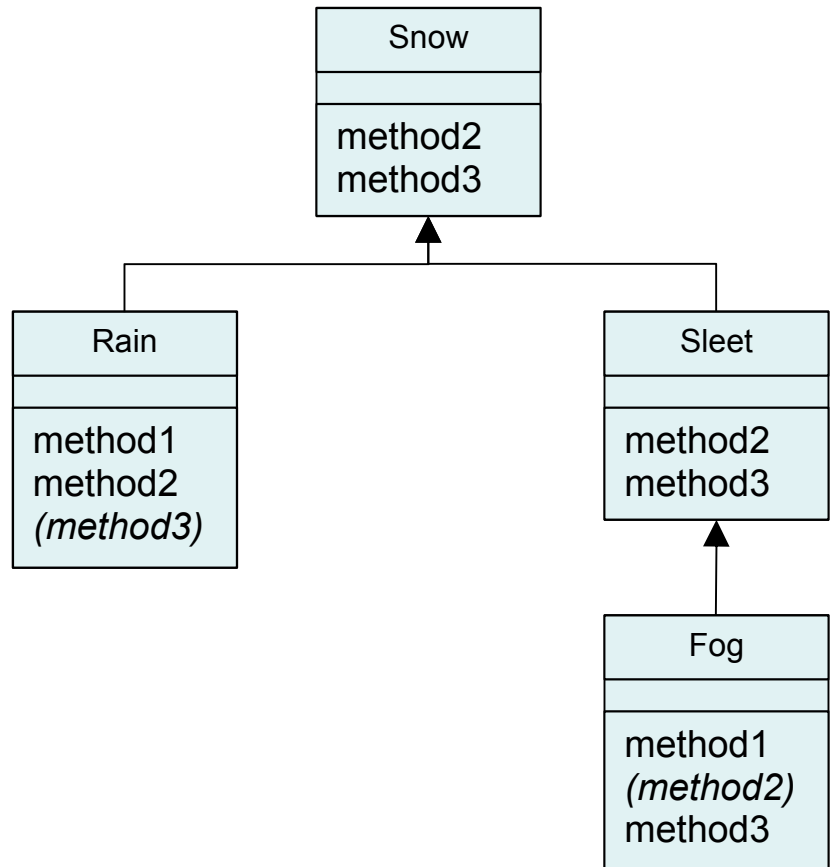 Snow
method2
method3
Rain
method1
method2
(method3)
Sleet
method2
method3
Fog
method1
(method2)
method3